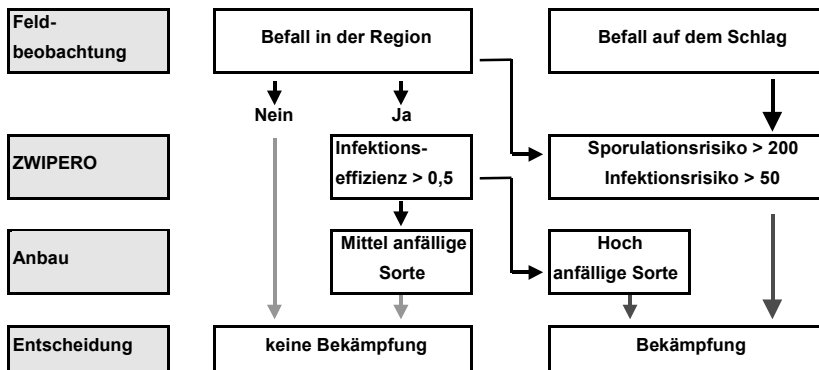 Feld-
beobachtung
Befall in der Region
Befall auf dem Schlag
Nein
Ja
ZWIPERO
Infektions-
effizienz > 0,5
Sporulationsrisiko > 200
Infektionsrisiko > 50
Anbau
Mittel anfällige
Sorte
Hoch
anfällige Sorte
Entscheidung
keine Bekämpfung
Bekämpfung